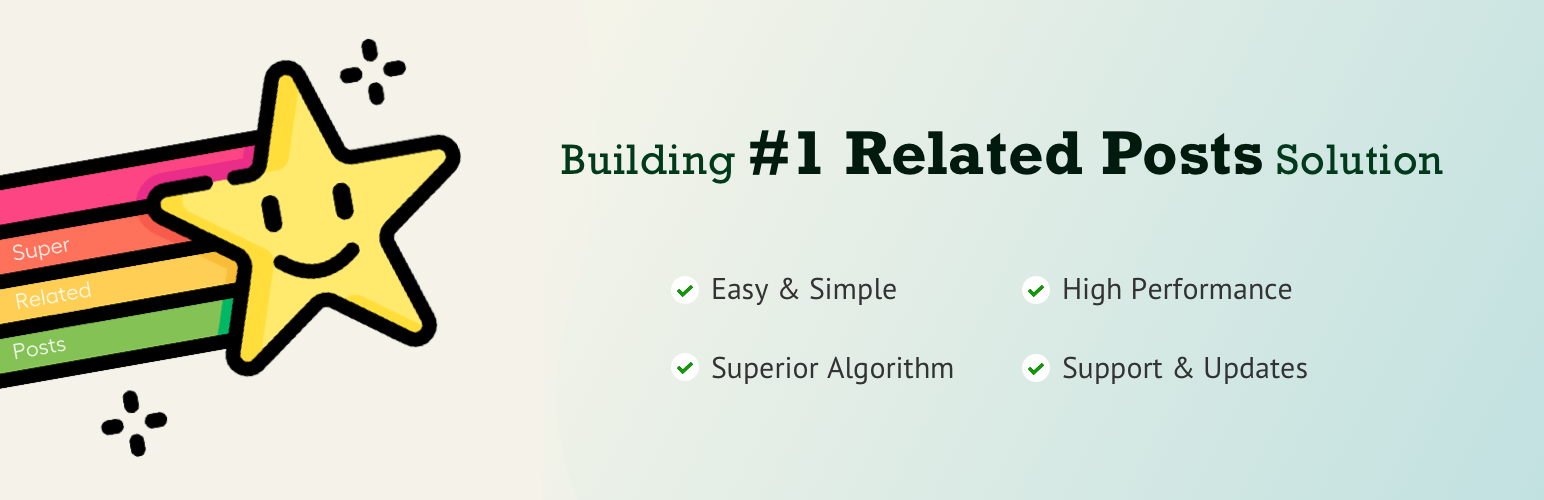 Super
Related
Posts
Building #1 Related Posts Solution
Easy & Simple
High Performance
Superior Algorithm
Support & Updates